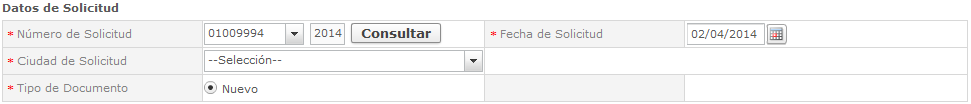 Datos de Solicitud
* Número de Solicitud 01009994 2014 Consultar * Fecha de Solicitud 02/04/2014
* Ciudad de Solicitud --Selección--
* Tipo de Documento Nuevo